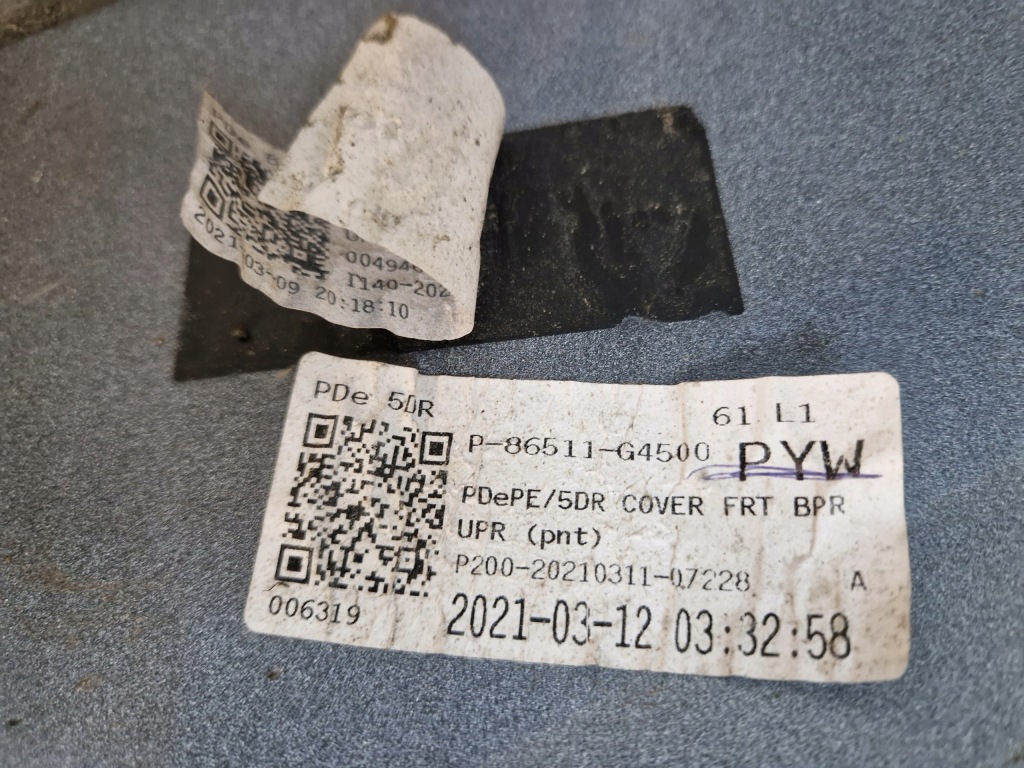 2021-03-09 20:18:10
PDe 5DR
61 L1
P-86511-G4500 PYW
PDePE/5DR COVER FRT BPR
UPR (pnt)
P200-20210311-07228 A
006319
2021-03-12 03:32:58